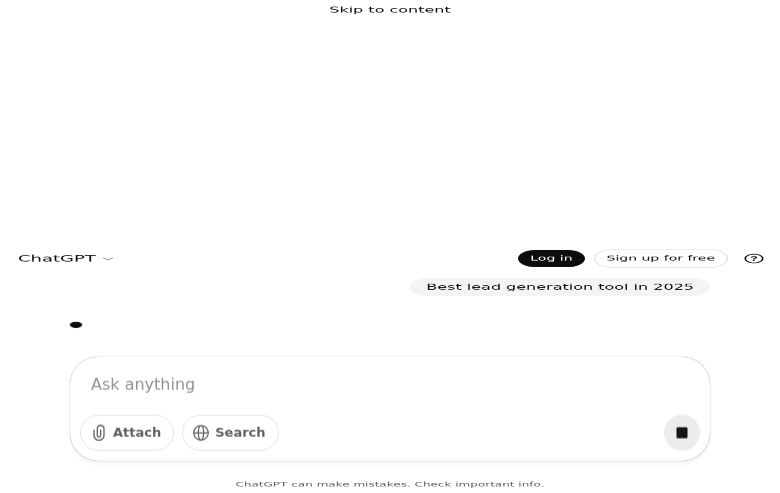 Skip to content
ChatGPT
Log in
Sign up for free
Best lead generation tool in 2025
Ask anything
Attach
Search
ChatGPT can make mistakes. Check important info.